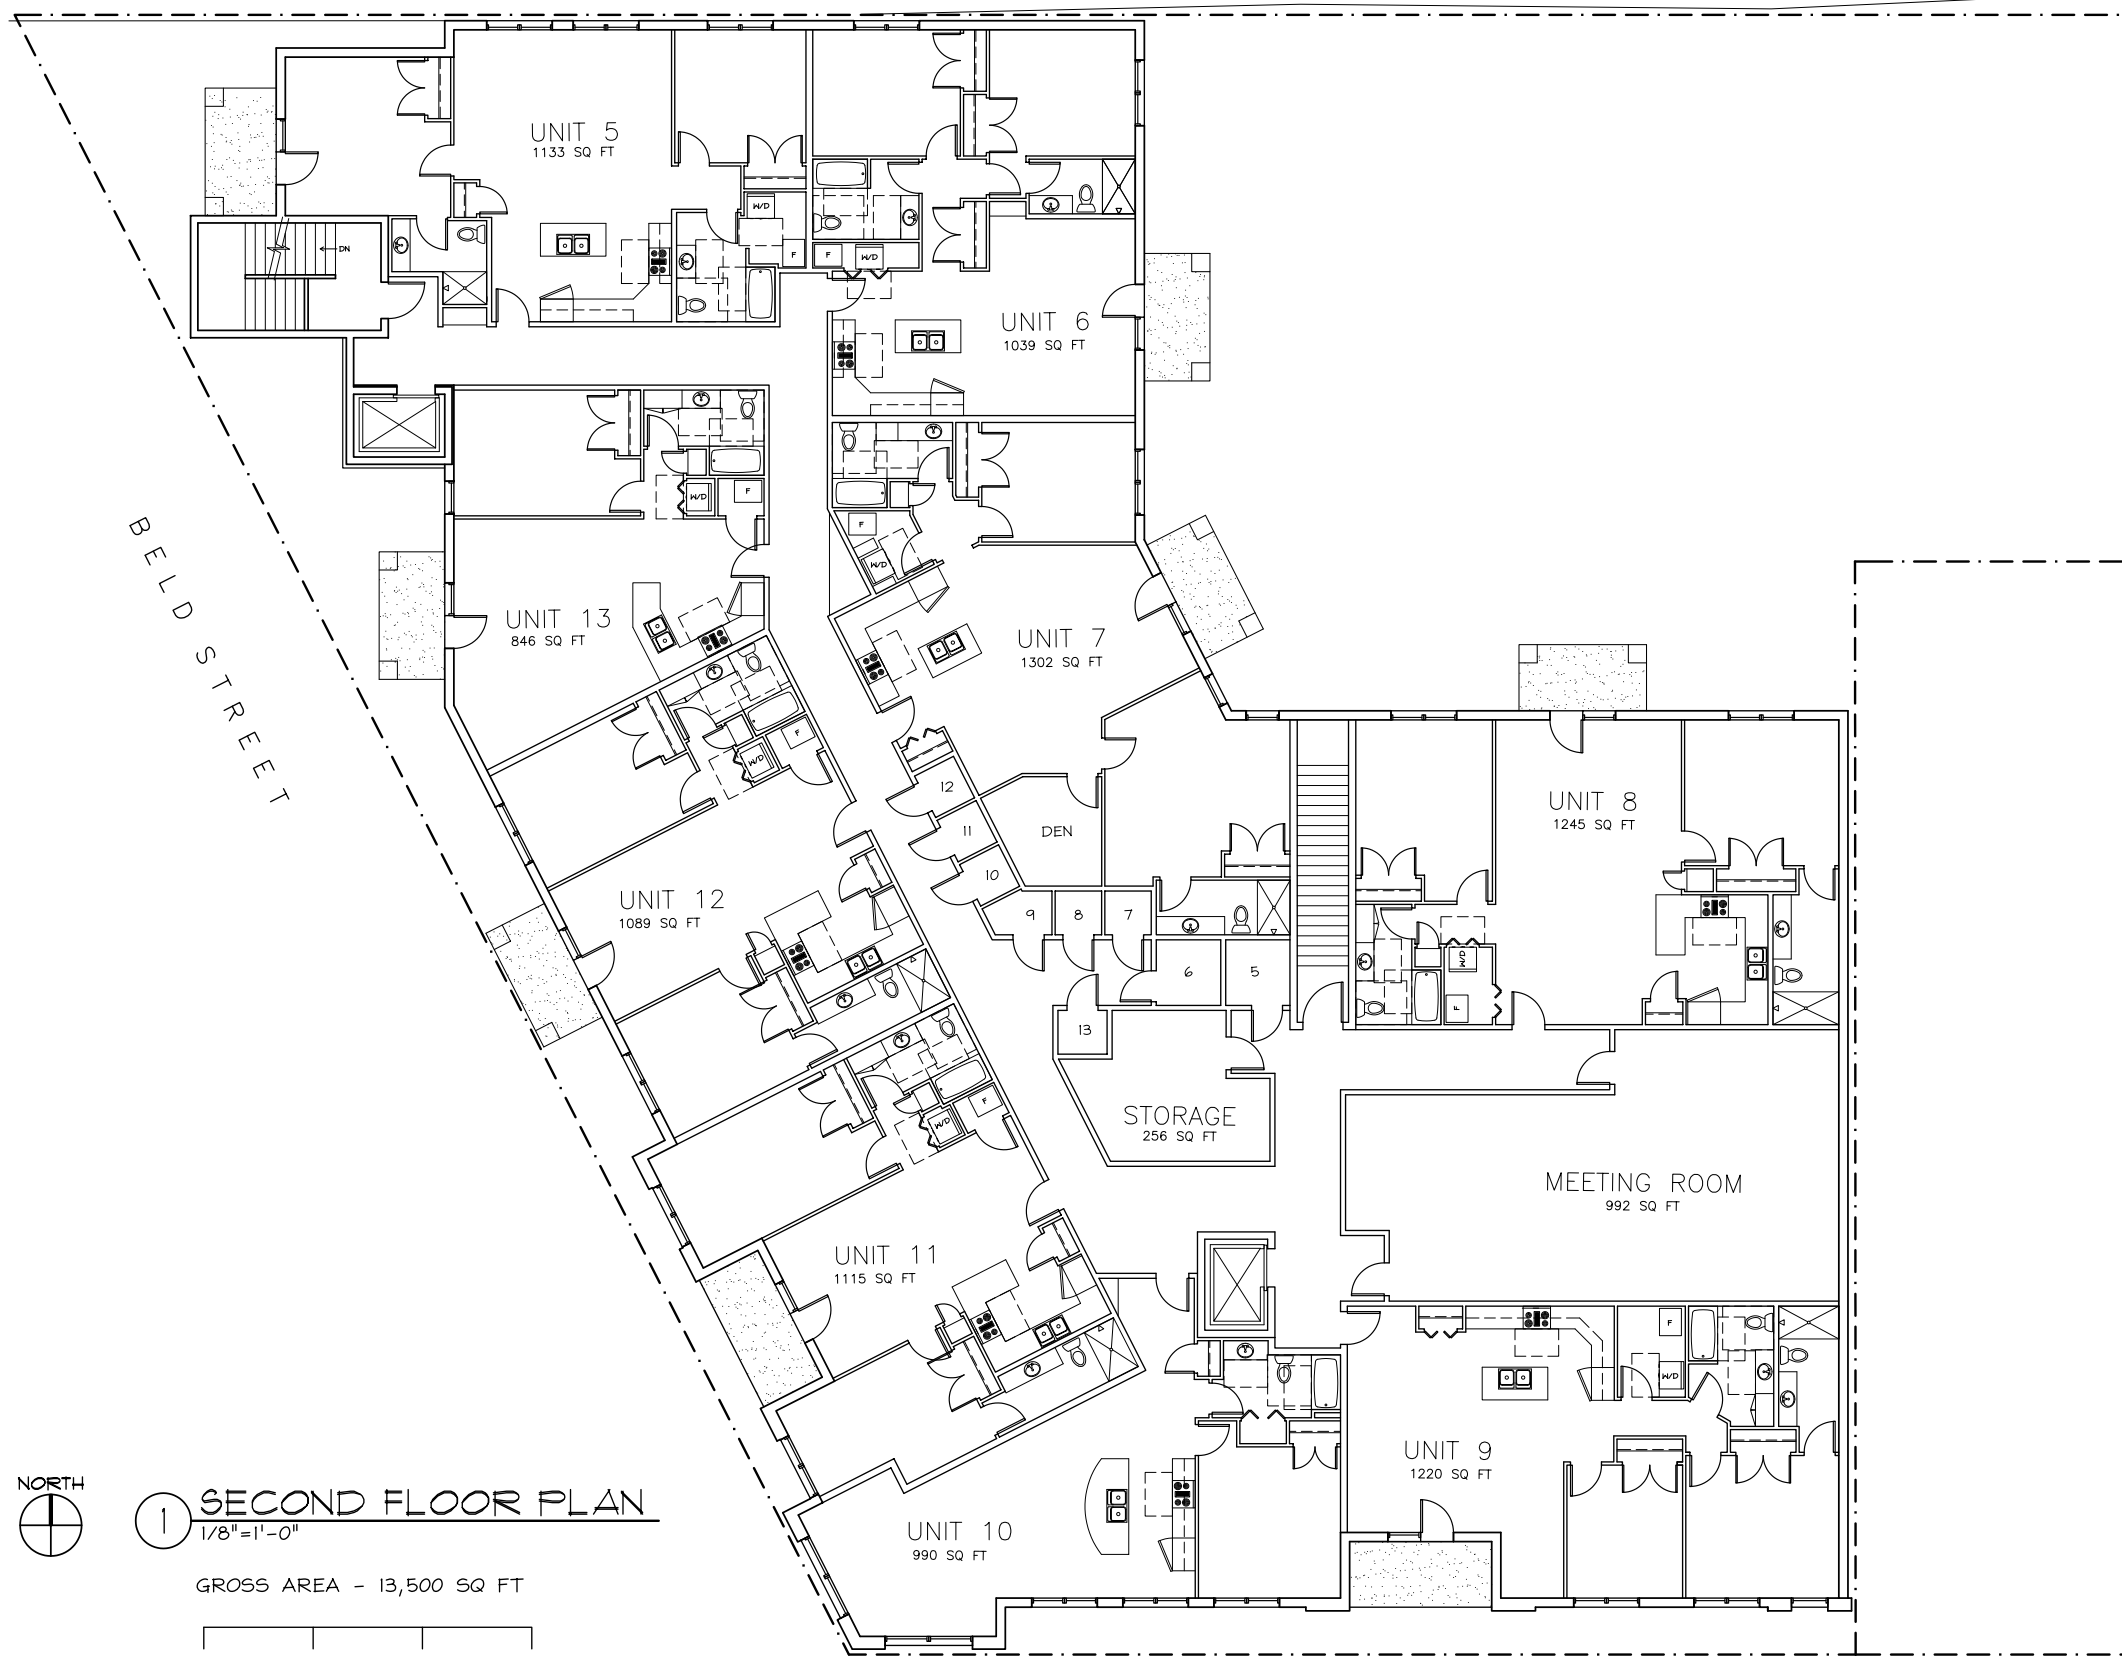 UNIT 5
1133 SQ FT
W/D
F
DN
F
W/D
UNIT 6
1039 SQ FT
W/D
F
F
W/D
BELD STREET
UNIT 13
846 SQ FT
UNIT 7
1302 SQ FT
F
W/D
12
11
10
DEN
UNIT 8
1245 SQ FT
UNIT 12
1089 SQ FT
9
8
7
6
5
W/D
F
13
F
W/D
STORAGE
256 SQ FT
MEETING ROOM
992 SQ FT
UNIT 11
1115 SQ FT
F
W/D
UNIT 9
1220 SQ FT
UNIT 10
990 SQ FT
NORTH
1
SECOND FLOOR PLAN
1/8"=1'-0"
GROSS AREA - 13,500 SQ FT